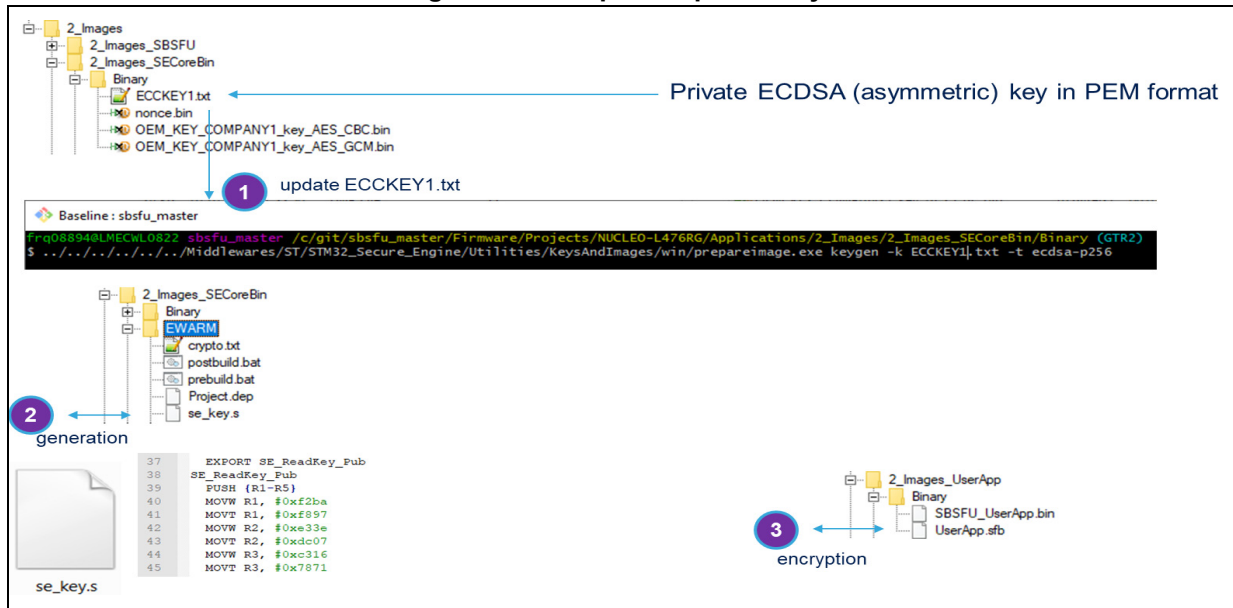 2_Images
2_Images_SBSFU
2_Images_SECoreBin
Binary
ECCKEY1.txt
Private ECDSA (asymmetric) key in PEM format
nonce.bin
OEM_KEY_COMPANY1_key_AES_CBC.bin
OEM_KEY_COMPANY1_key_AES_GCM.bin
1
update ECCKEY1.txt
Baseline : sbsfu_master
frq08894@LMECWL0822 sbsfu_master /c/git/sbsfu_master/Firmware/Projects/NUCLEO-L476RG/Applications/2_Images/2_Images_SECoreBin/Binary (GTR2)
$ ../../../../../../Middlewares/ST/STM32_Secure_Engine/Utilities/KeysAndImages/win/prepareimage.exe keygen -k ECCKEY1.txt -t ecdsa-p256
2_Images_SECoreBin
Binary
EWARM
crypto.txt
postbuild.bat
prebuild.bat
Project.dep
se_key.s
2
generation
37 EXPORT SE_ReadKey_Pub
38 SE_ReadKey_Pub
39 PUSH {R1-R5}
40 MOVW R1, #0xf2ba
41 MOVT R1, #0xf897
42 MOVW R2, #0xe33e
43 MOVT R2, #0xdc07
44 MOVW R3, #0xc316
45 MOVT R3, #0x7871
se_key.s
2_Images_UserApp
Binary
SBSFU_UserApp.bin
UserApp.sfb
3
encryption